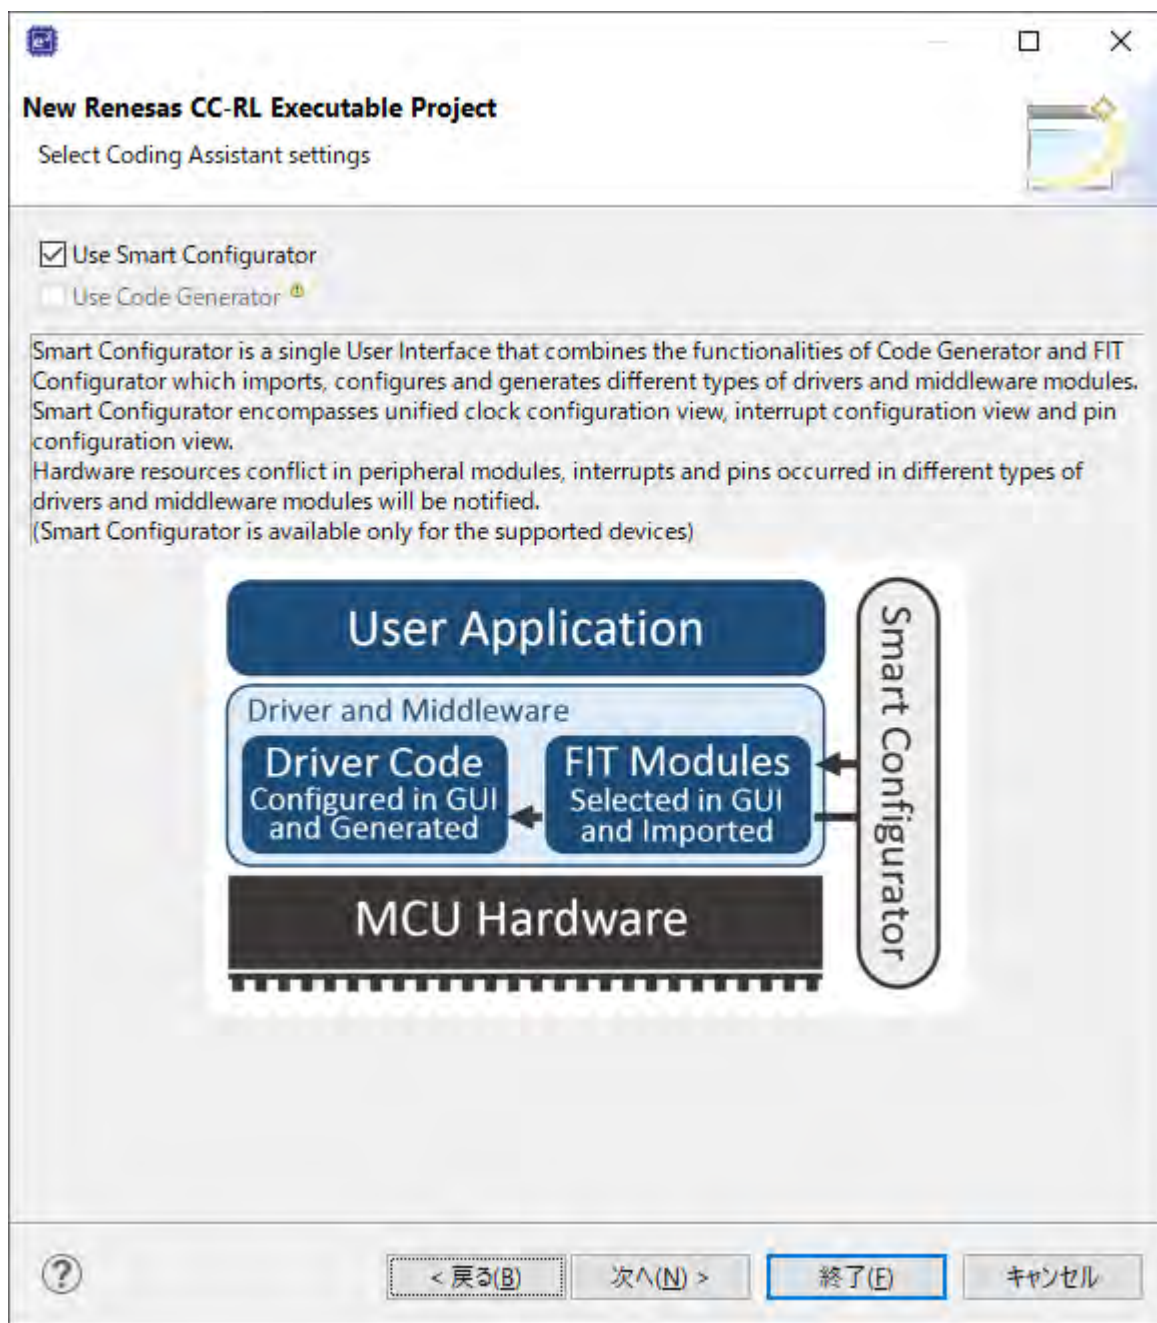 New Renesas CC-RL Executable Project
Select Coding Assistant settings
Use Smart Configurator
Use Code Generator
Smart Configurator is a single User Interface that combines the functionalities of Code Generator and FIT
Configurator which imports, configures and generates different types of drivers and middleware modules.
Smart Configurator encompasses unified clock configuration view, interrupt configuration view and pin
configuration view.
Hardware resources conflict in peripheral modules, interrupts and pins occurred in different types of
drivers and middleware modules will be notified.
(Smart Configurator is available only for the supported devices)
User Application
Driver and Middleware
Driver Code
Configured in GUI
and Generated
FIT Modules
Selected in GUI
and Imported
MCU Hardware
Smart Configurator
?
< 戻る(B)
次へ(N) >
終了(F)
キャンセル